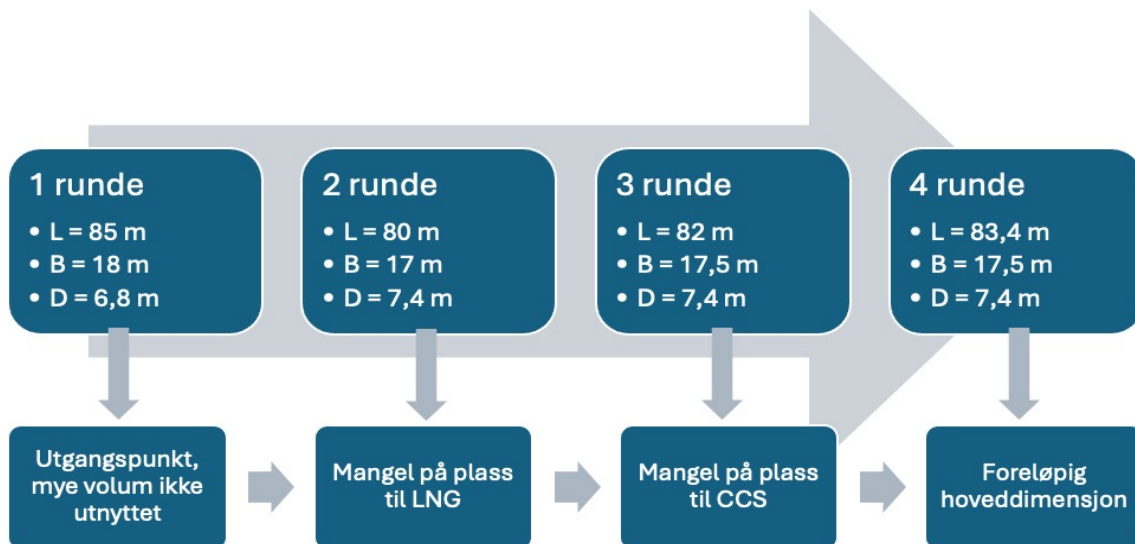 1 runde
• L = 85 m
• B = 18 m
• D = 6,8 m
2 runde
• L = 80 m
• B = 17 m
• D = 7,4 m
3 runde
• L = 82 m
• B = 17,5 m
• D = 7,4 m
4 runde
• L = 83,4 m
• B = 17,5 m
• D = 7,4 m
Utgangspunkt,
mye volum ikke
utnyttet
Mangel på plass
til LNG
Mangel på plass
til CCS
Foreløpig
hoveddimensjon